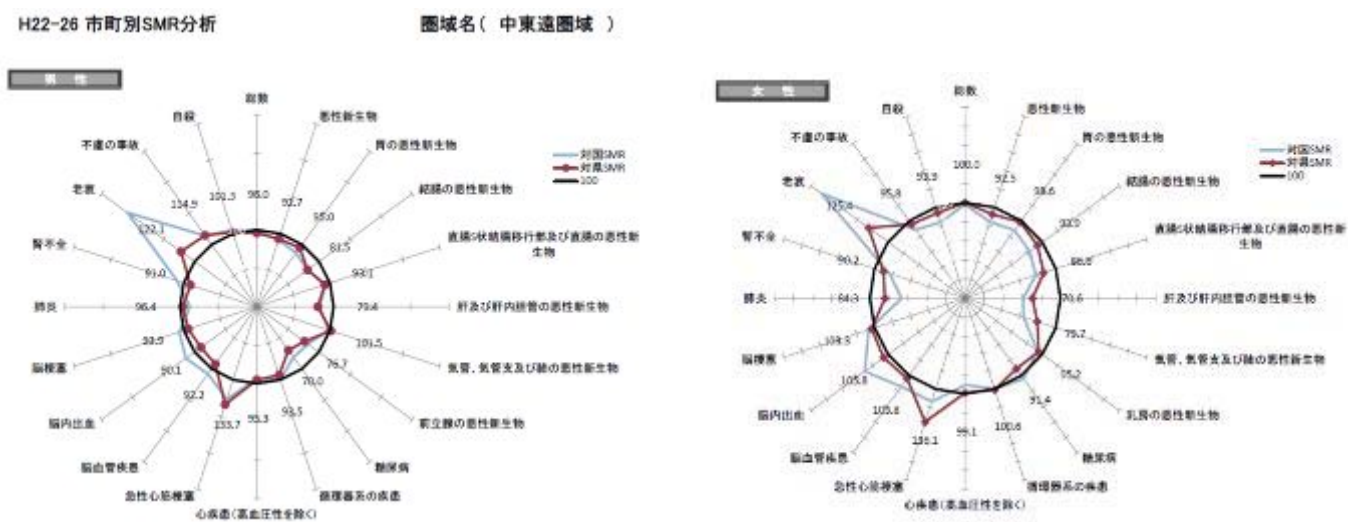 H22-26 市町別SMR分析
圏域名( 中東遠圏域 )
男 性
総数
悪性新生物
胃の悪性新生物
結腸の悪性新生物
直腸S状結腸移行部及び直腸の悪性新生物
肝及び肝内胆管の悪性新生物
気管、気管支及び肺の悪性新生物
前立腺の悪性新生物
糖尿病
循環器系の疾患
心疾患(高血圧性を除く)
急性心筋梗塞
脳血管疾患
脳内出血
脳梗塞
肺炎
腎不全
老衰
不慮の事故
自殺
92.7
79.4
101.5
76.7
70.0
93.5
95.3
133.7
92.2
90.1
96.4
91.0
122.1
114.9
対国SMR
対県SMR
100
女 性
総数
悪性新生物
胃の悪性新生物
結腸の悪性新生物
直腸S状結腸移行部及び直腸の悪性新生物
肝及び肝内胆管の悪性新生物
気管、気管支及び肺の悪性新生物
乳房の悪性新生物
糖尿病
循環器系の疾患
心疾患(高血圧性を除く)
急性心筋梗塞
脳血管疾患
脳内出血
脳梗塞
肺炎
腎不全
老衰
不慮の事故
自殺
100.0
92.5
70.6
79.7
95.2
91.4
100.6
99.1
105.8
103.3
84.3
90.2
125.4
95.8
93.9
対国SMR
対県SMR
100